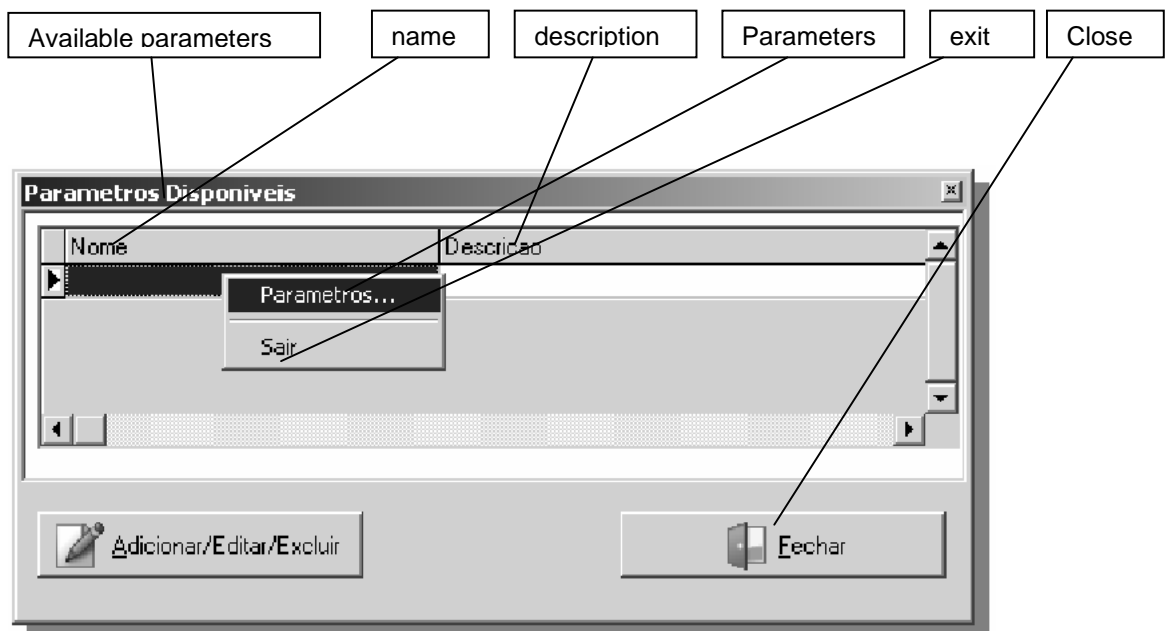 Available parameters
name
description
Parameters
exit
Close
Parametros Disponiveis
Nome
Descricao
Parametros...
Sair
Adicionar/Editar/Excluir
Fechar